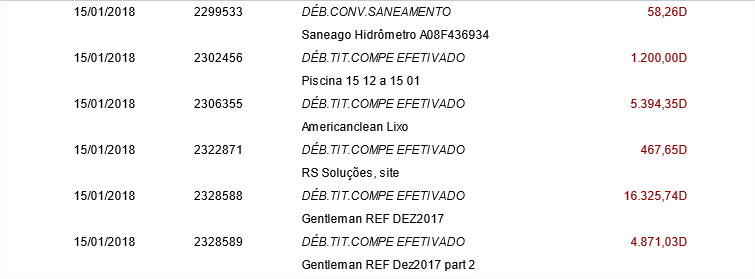 15/01/2018 2299533 DÉB.CONV.SANEAMENTO 58,26D
Saneago Hidrômetro A08F436934
15/01/2018 2302456 DÉB.TIT.COMPE EFETIVADO 1.200,00D
Piscina 15 12 a 15 01
15/01/2018 2306355 DÉB.TIT.COMPE EFETIVADO 5.394,35D
Americanclean Lixo
15/01/2018 2322871 DÉB.TIT.COMPE EFETIVADO 467,65D
RS Soluções, site
15/01/2018 2328588 DÉB.TIT.COMPE EFETIVADO 16.325,74D
Gentleman REF DEZ2017
15/01/2018 2328589 DÉB.TIT.COMPE EFETIVADO 4.871,03D
Gentleman REF Dez2017 part 2